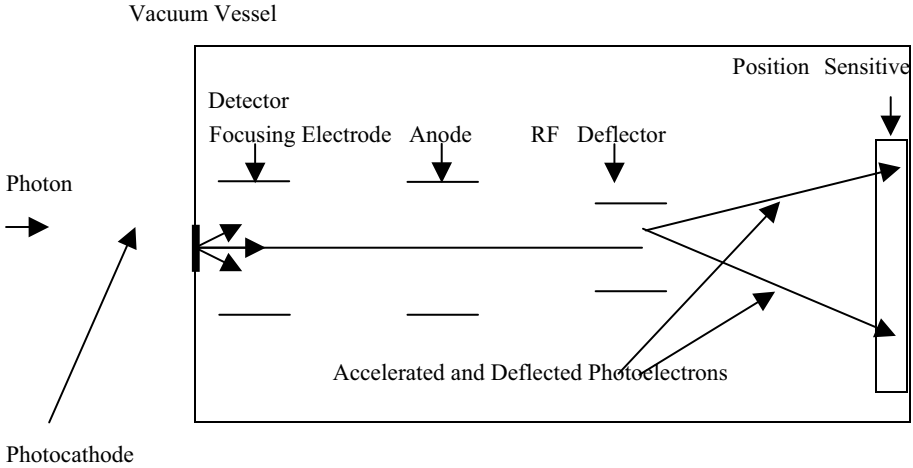 Vacuum Vessel
Position Sensitive
Detector
Focusing Electrode Anode RF Deflector
Photon
Accelerated and Deflected Photoelectrons
Photocathode